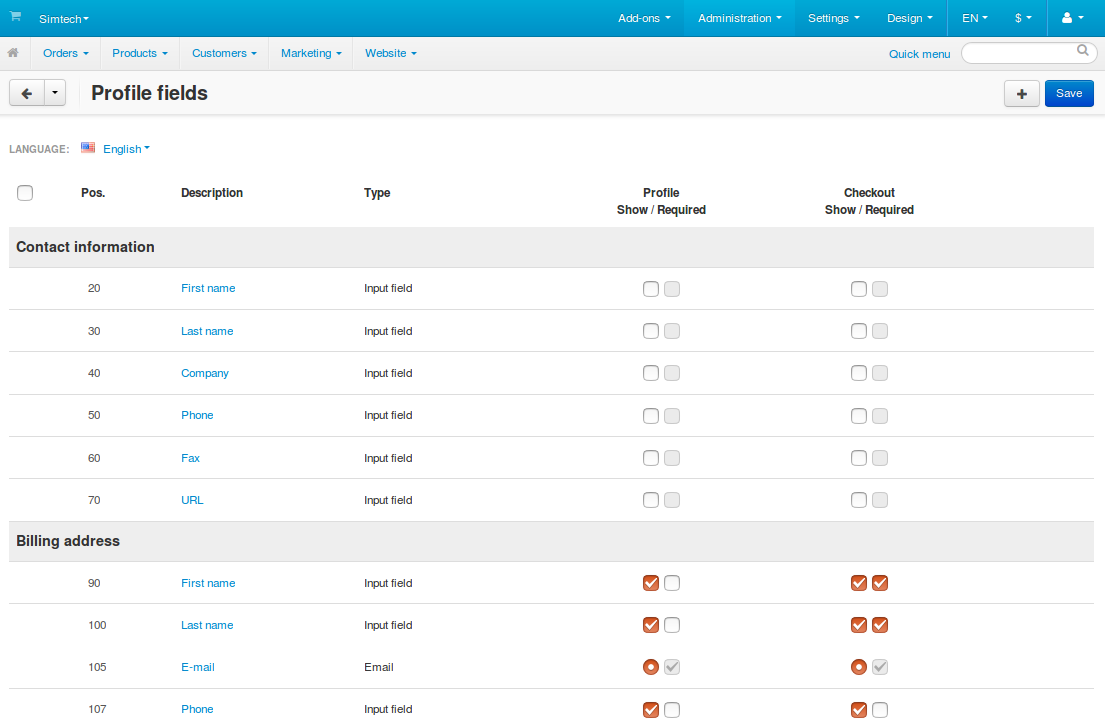 Simtech Add-ons Administration Settings Design EN $
Orders Products Customers Marketing Website Quick menu
Profile fields Save
LANGUAGE: English
Pos. Description Type Profile Checkout
Show / Required Show / Required
Contact information
20 First name Input field
30 Last name Input field
40 Company Input field
50 Phone Input field
60 Fax Input field
70 URL Input field
Billing address
90 First name Input field
100 Last name Input field
105 E-mail Email
107 Phone Input field